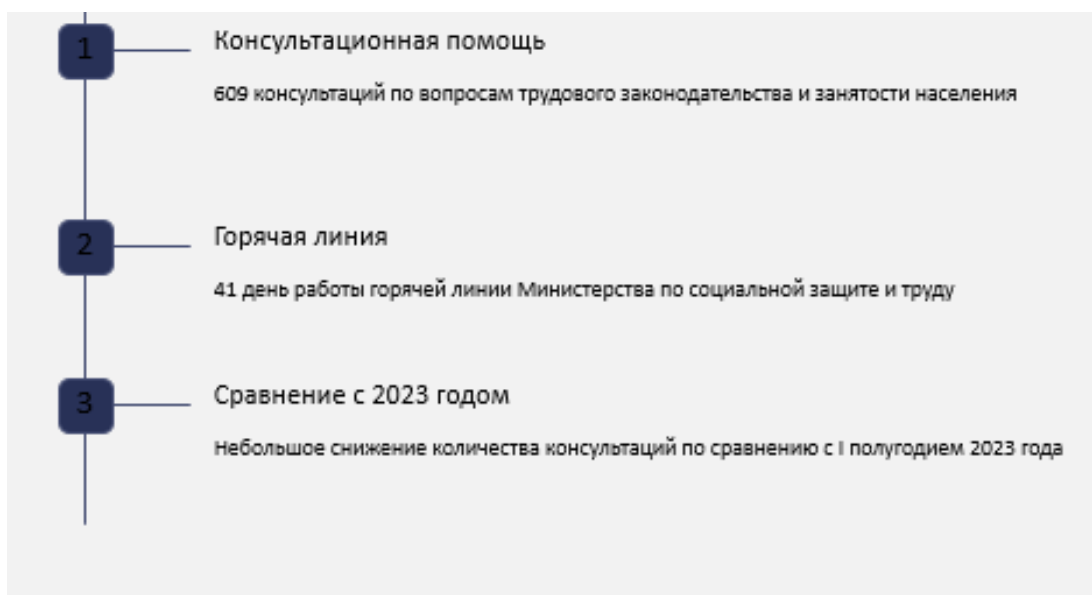 1
Консультационная помощь
609 консультаций по вопросам трудового законодательства и занятости населения
2
Горячая линия
41 день работы горячей линии Министерства по социальной защите и труду
3
Сравнение с 2023 годом
Небольшое снижение количества консультаций по сравнению с I полугодием 2023 года